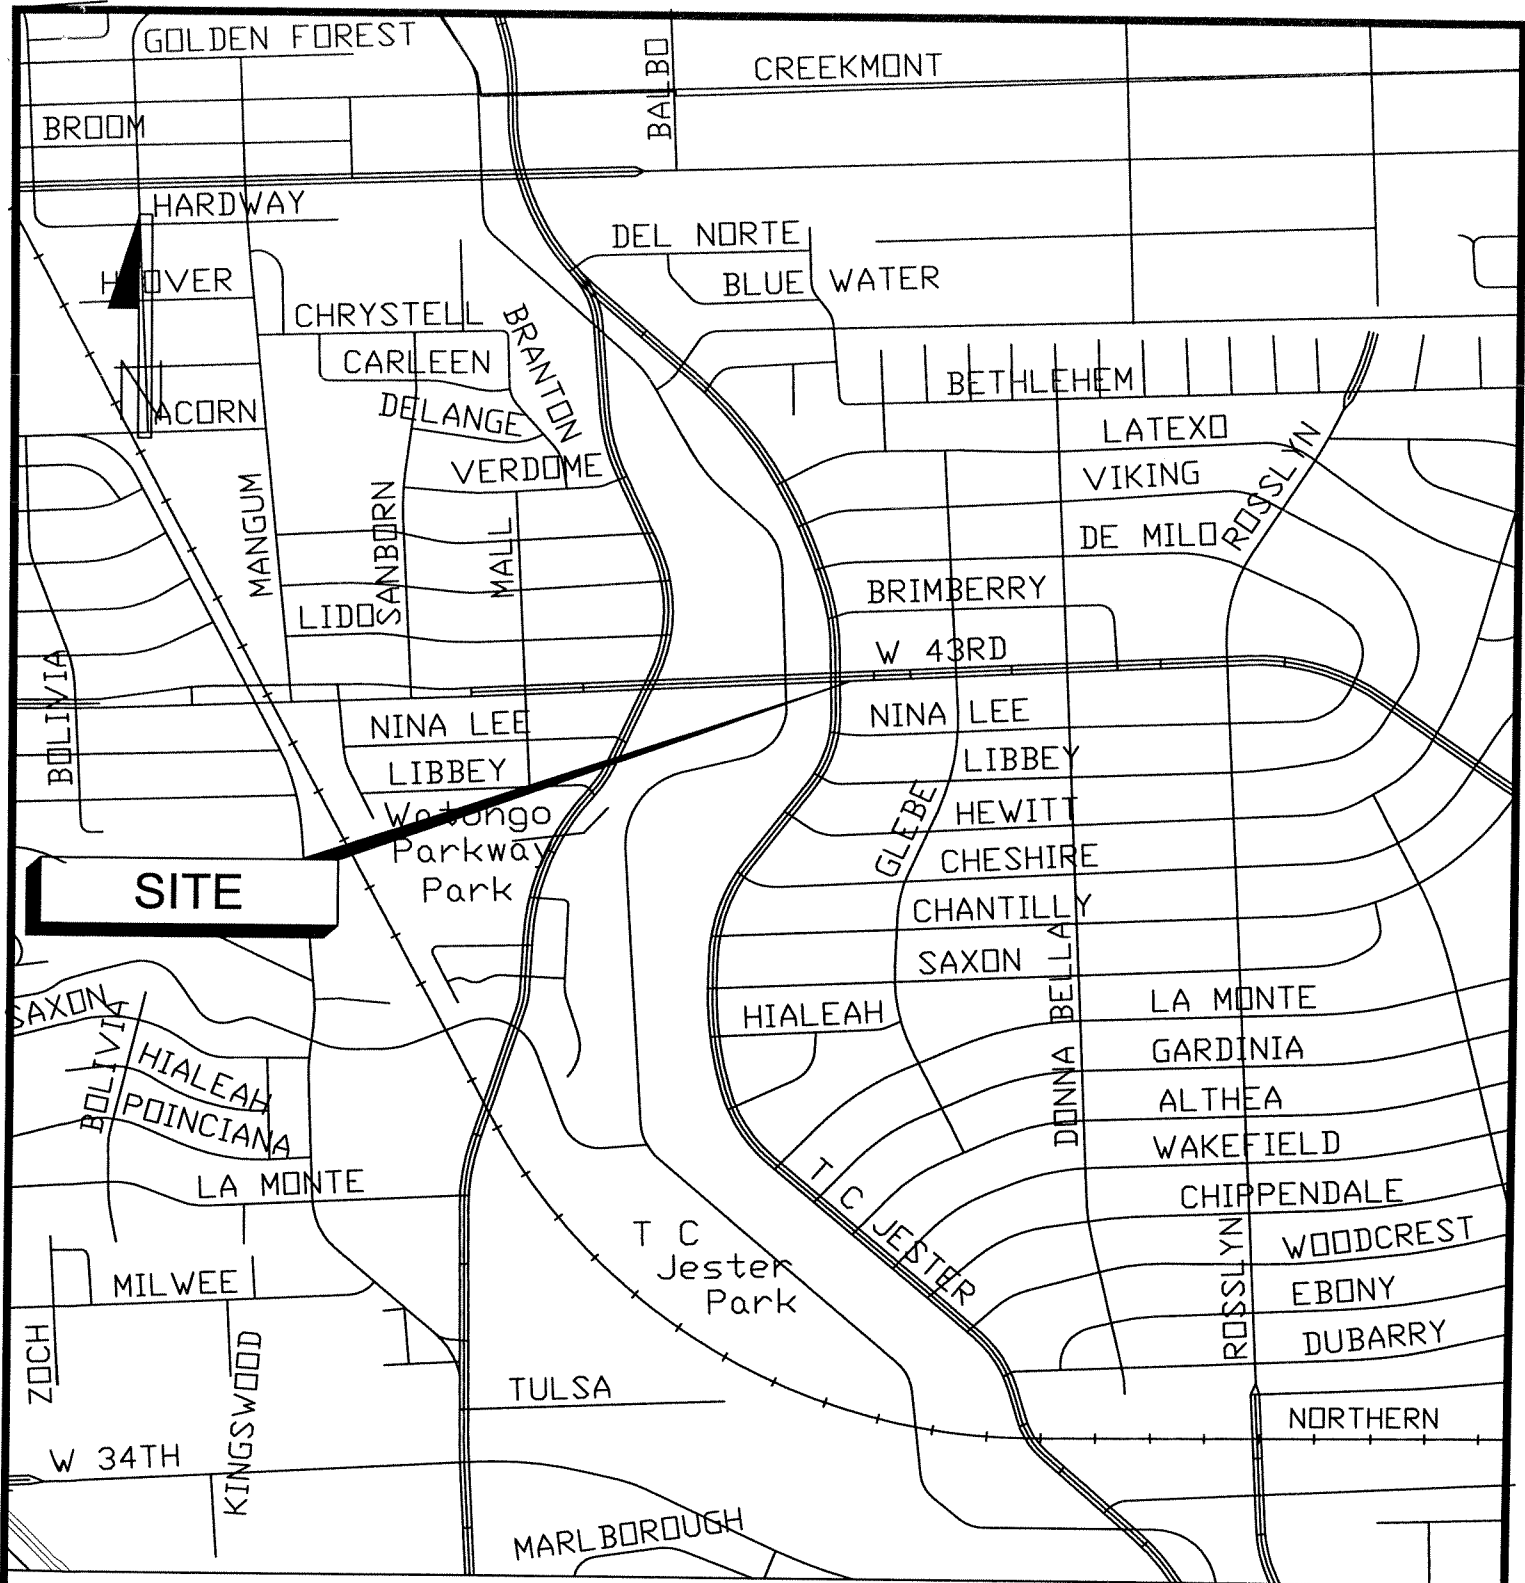 GOLDEN FOREST
BALBO
CREEKMONT
BROOM
HARDWAY
DEL NORTE
HOOVER
BLUE WATER
CHRYSTELL
BRANTON
CARLEEN
BETHLEHEM
DELANGE
ACORN
LATEXO
VERDOME
VIKING
ROSSLYN
MANGUM
SANBORN
MALL
DE MILO
BRIMBERRY
LIDO
W 43RD
BOLIVIA
NINA LEE
NINA LEE
LIBBEY
LIBBEY
Watongo
Parkway
Park
HEWITT
GLEBE
CHESHIRE
SITE
CHANTILLY
SAXON
SAXON
DONNA BELLA
LA MONTE
HIALEAH
BOLIVIA
HIALEAH
GARDINIA
POINCIANA
ALTHEA
WAKEFIELD
LA MONTE
CHIPPENDALE
T C JESTER
T C
Jester
Park
WOODCREST
MILWEE
EBONY
ROSSLYN
ZOCH
KINGSWOOD
DUBARRY
TULSA
NORTHERN
W 34TH
MARLBOROUGH
N